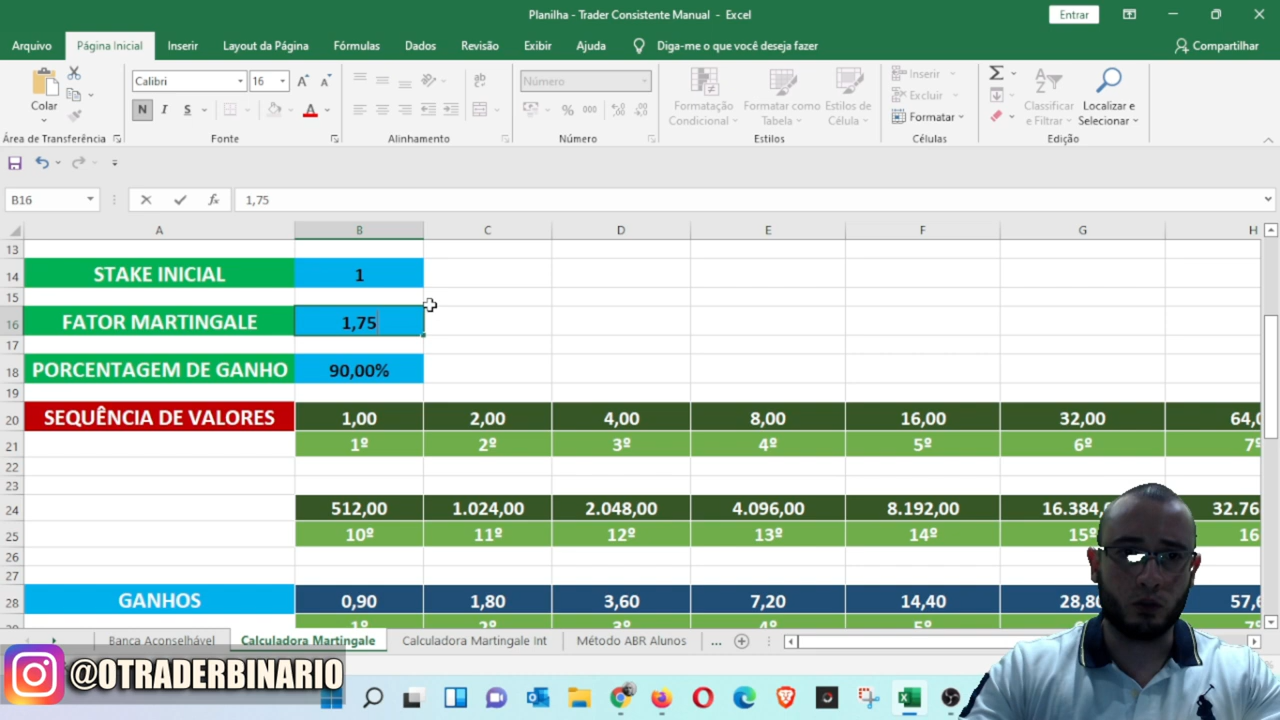 Planilha - Trader Consistente Manual - Excel
Entrar
Arquivo Página Inicial Inserir Layout da Página Fórmulas Dados Revisão Exibir Ajuda Diga-me o que você deseja fazer Compartilhar
Colar
Calibri 16
N I S
ab
Número
% 000
Formatação Condicional
Formatar como Tabela
Estilos de Célula
Inserir
Excluir
Formatar
Classificar e Filtrar
Localizar e Selecionar
Área de Transferência Fonte Alinhamento Número Estilos Células Edição
B16 fx 1,75
A B C D E F G H
13
14 STAKE INICIAL 1
15
16 FATOR MARTINGALE 1,75
17
18 PORCENTAGEM DE GANHO 90,00%
19
20 SEQUÊNCIA DE VALORES 1,00 2,00 4,00 8,00 16,00 32,00
21 1º 2º 3º 4º 5º 6º 7º
22
23
24 512,00 1.024,00 2.048,00 4.096,00 8.192,00
25 10º 11º 12º 13º 14º 15º
26
27
28 GANHOS 0,90 1,80 3,60 7,20 14,40
Banca Aconselhável Calculadora Martingale Calculadora Martingale Int Método ABR Alunos ...
@OTRADERBINARIO